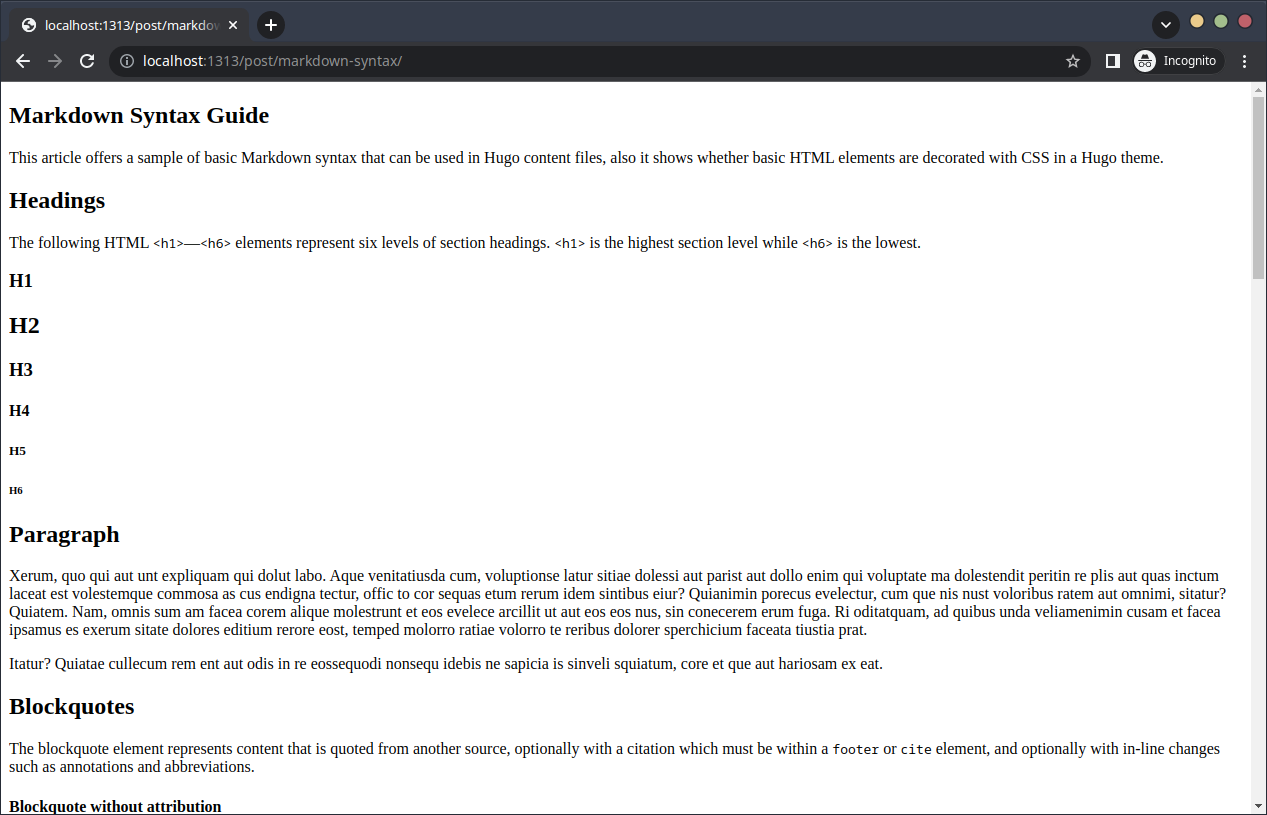 localhost:1313/post/markdo
localhost:1313/post/markdown-syntax/
Incognito
Markdown Syntax Guide
This article offers a sample of basic Markdown syntax that can be used in Hugo content files, also it shows whether basic HTML elements are decorated with CSS in a Hugo theme.
Headings
The following HTML <h1>—<h6> elements represent six levels of section headings. <h1> is the highest section level while <h6> is the lowest.
H1
H2
H3
H4
H5
H6
Paragraph
Xerum, quo qui aut unt expliquam qui dolut labo. Aque venitatiusda cum, voluptionse latur sitiae dolessi aut parist aut dollo enim qui voluptate ma dolestendit peritin re plis aut quas inctum
laceat est volestemque commosa as cus endigna tectur, offic to cor sequas etum rerum idem sintibus eiur? Quianimin porecus evelectur, cum que nis nust voloribus ratem aut omnimi, sitatur?
Quiatem. Nam, omnis sum am facea corem alique molestrunt et eos evelece arcillit ut aut eos eos nus, sin conecerem erum fuga. Ri oditatquam, ad quibus unda veliamenimin cusam et facea
ipsamus es exerum sitate dolores editium rerore eost, temped molorro ratiae volorro te reribus dolorer sperchicium faceata tiustia prat.
Itatur? Quiatae cullecum rem ent aut odis in re eossequodi nonsequ idebis ne sapicia is sinveli squiatum, core et que aut hariosam ex eat.
Blockquotes
The blockquote element represents content that is quoted from another source, optionally with a citation which must be within a footer or cite element, and optionally with in-line changes
such as annotations and abbreviations.
Blockquote without attribution